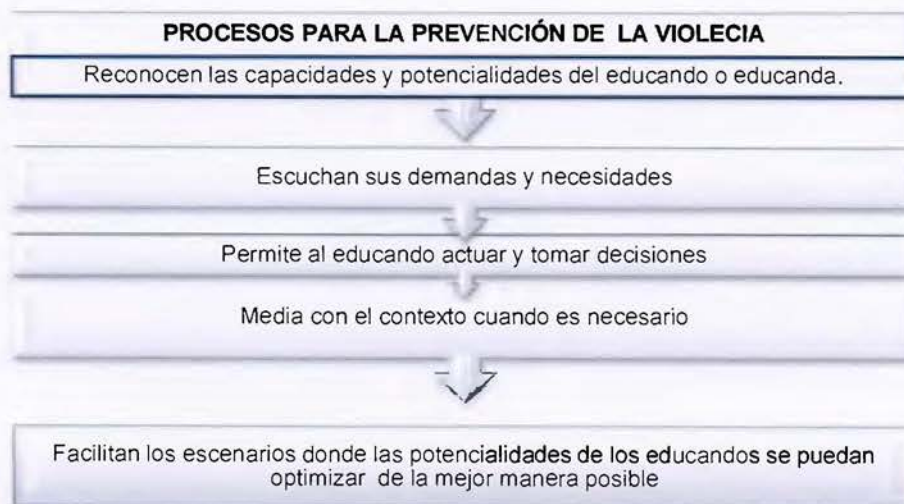 PROCESOS PARA LA PREVENCIÓN DE LA VIOLECIA
Reconocen las capacidades y potencialidades del educando o educanda.
Escuchan sus demandas y necesidades
Permite al educando actuar y tomar decisiones
Media con el contexto cuando es necesario
Facilitan los escenarios donde las potencialidades de los educandos se puedan
optimizar de la mejor manera posible